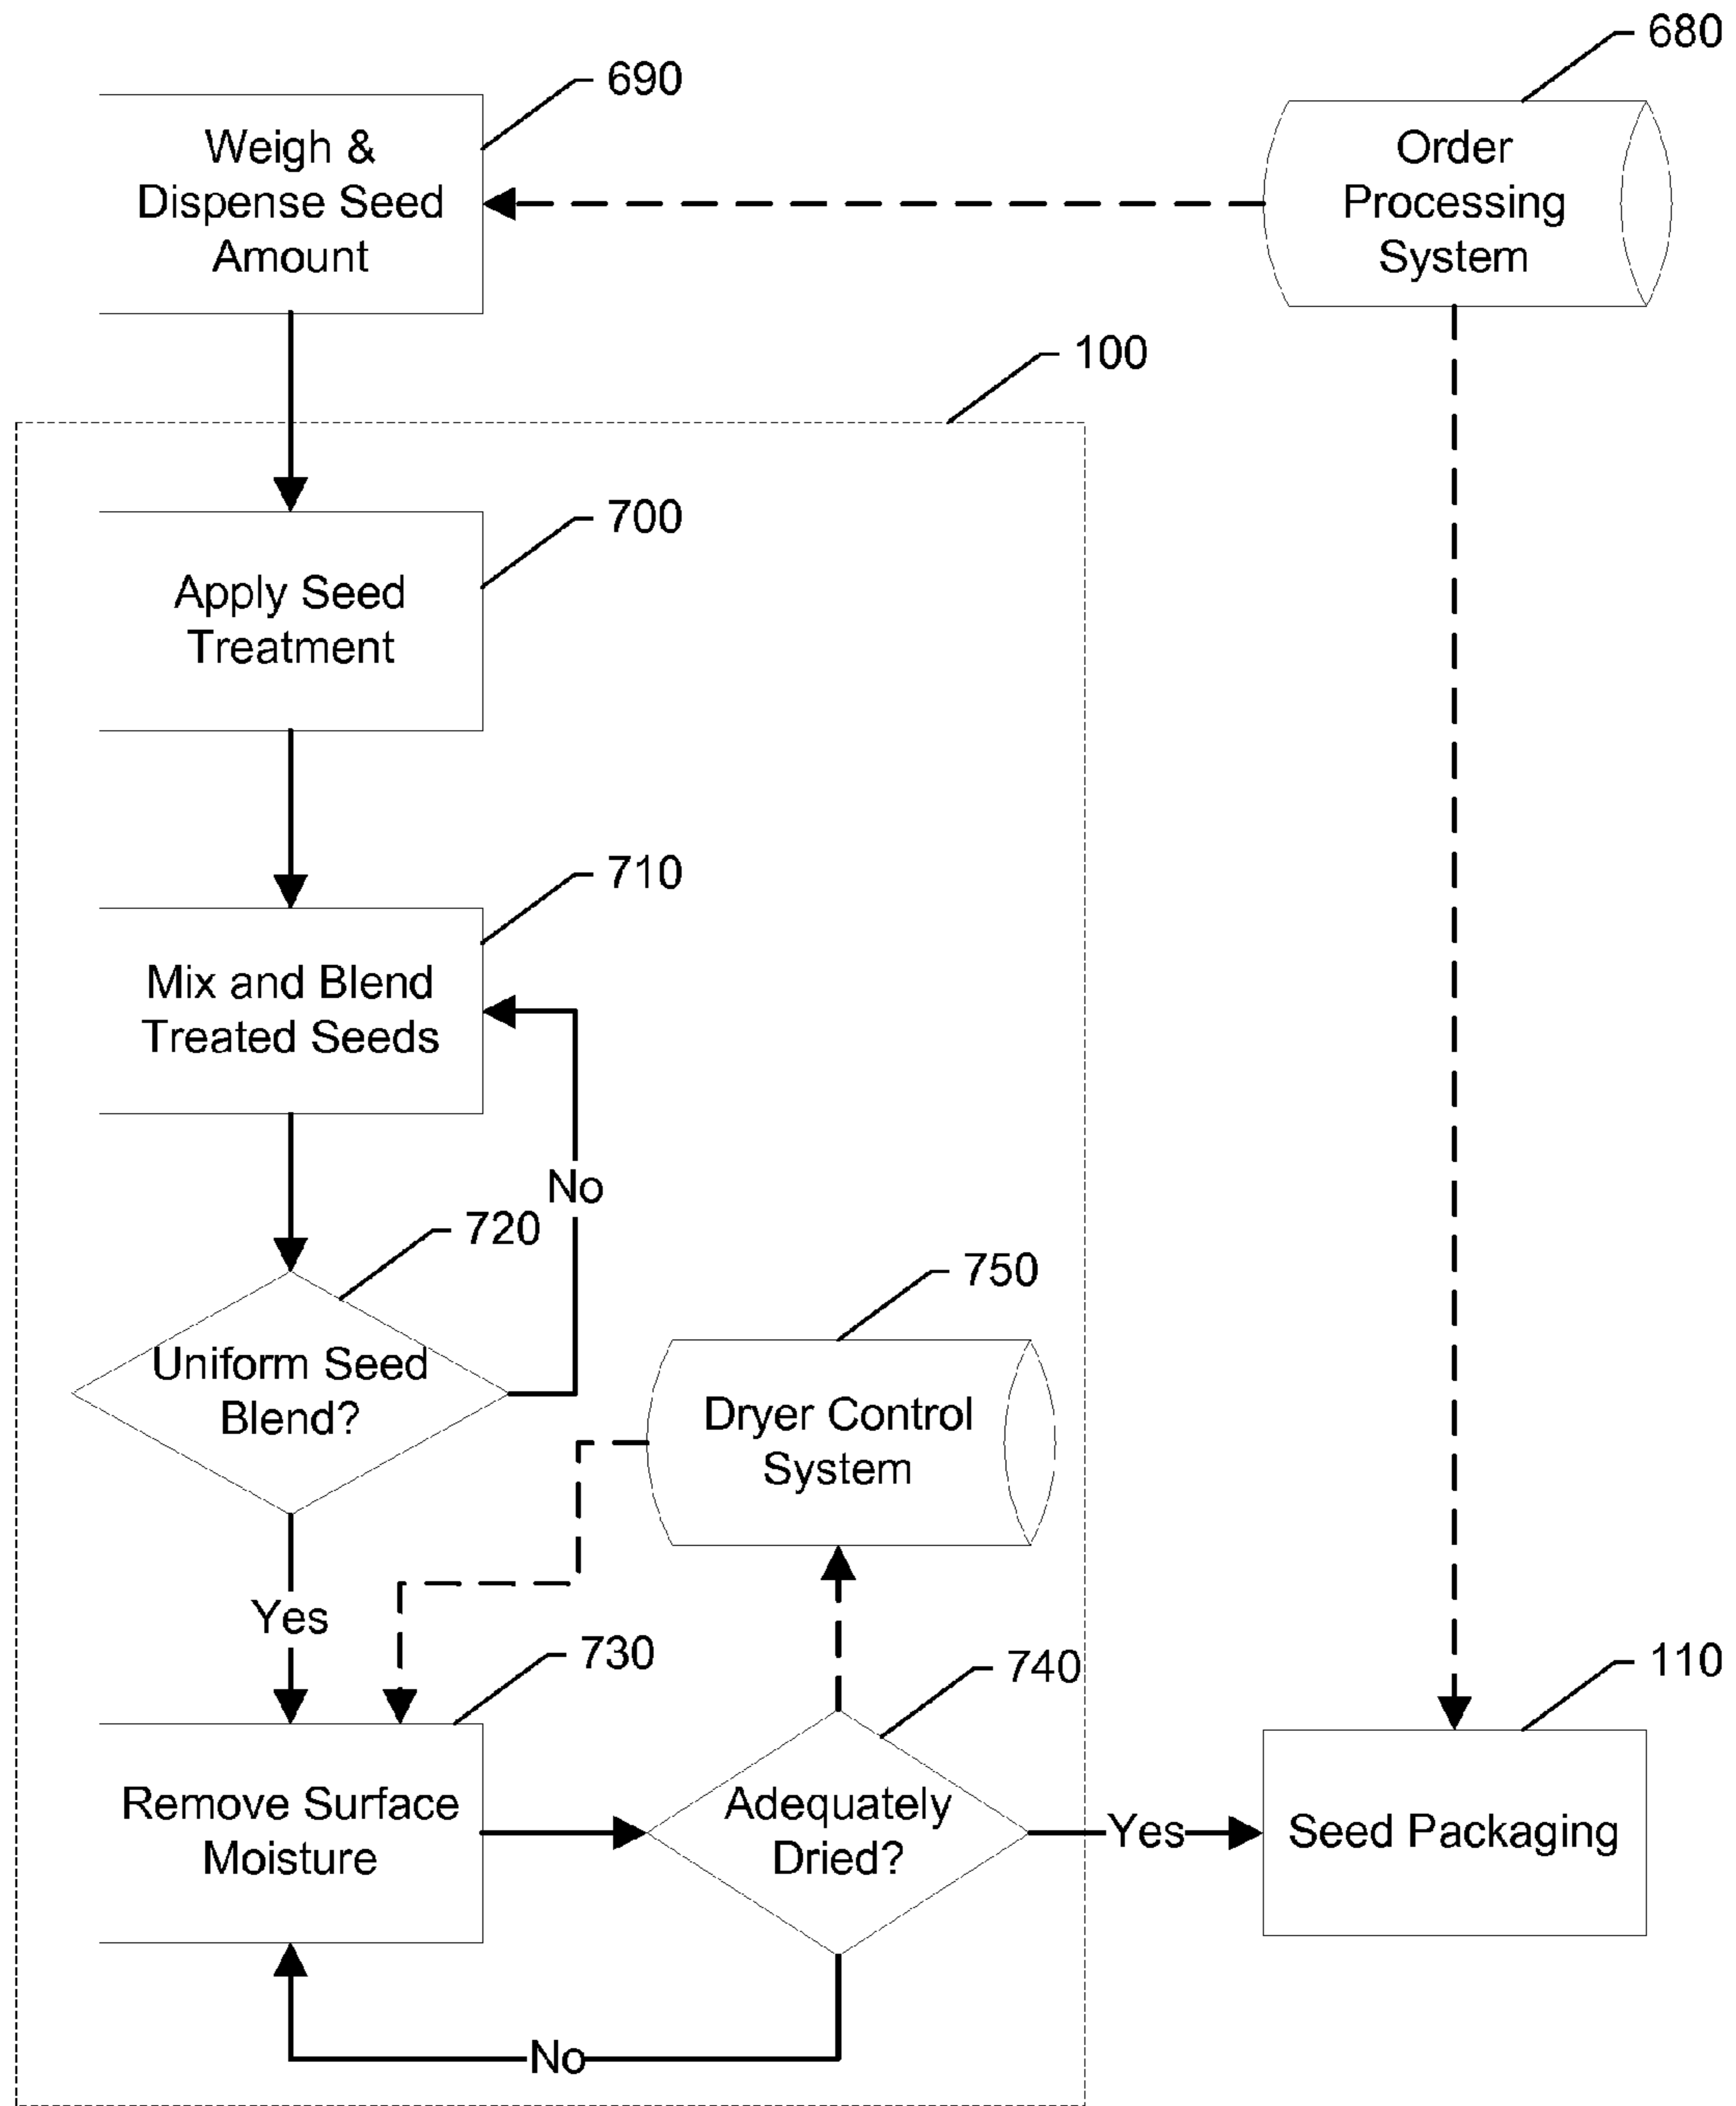 680
690
Weigh &
Dispense Seed
Amount
Order
Processing
System
100
700
Apply Seed
Treatment
710
Mix and Blend
Treated Seeds
No
720
Uniform Seed
Blend?
750
Dryer Control
System
Yes
730
740
110
Remove Surface
Moisture
Adequately
Dried?
Yes
Seed Packaging
No